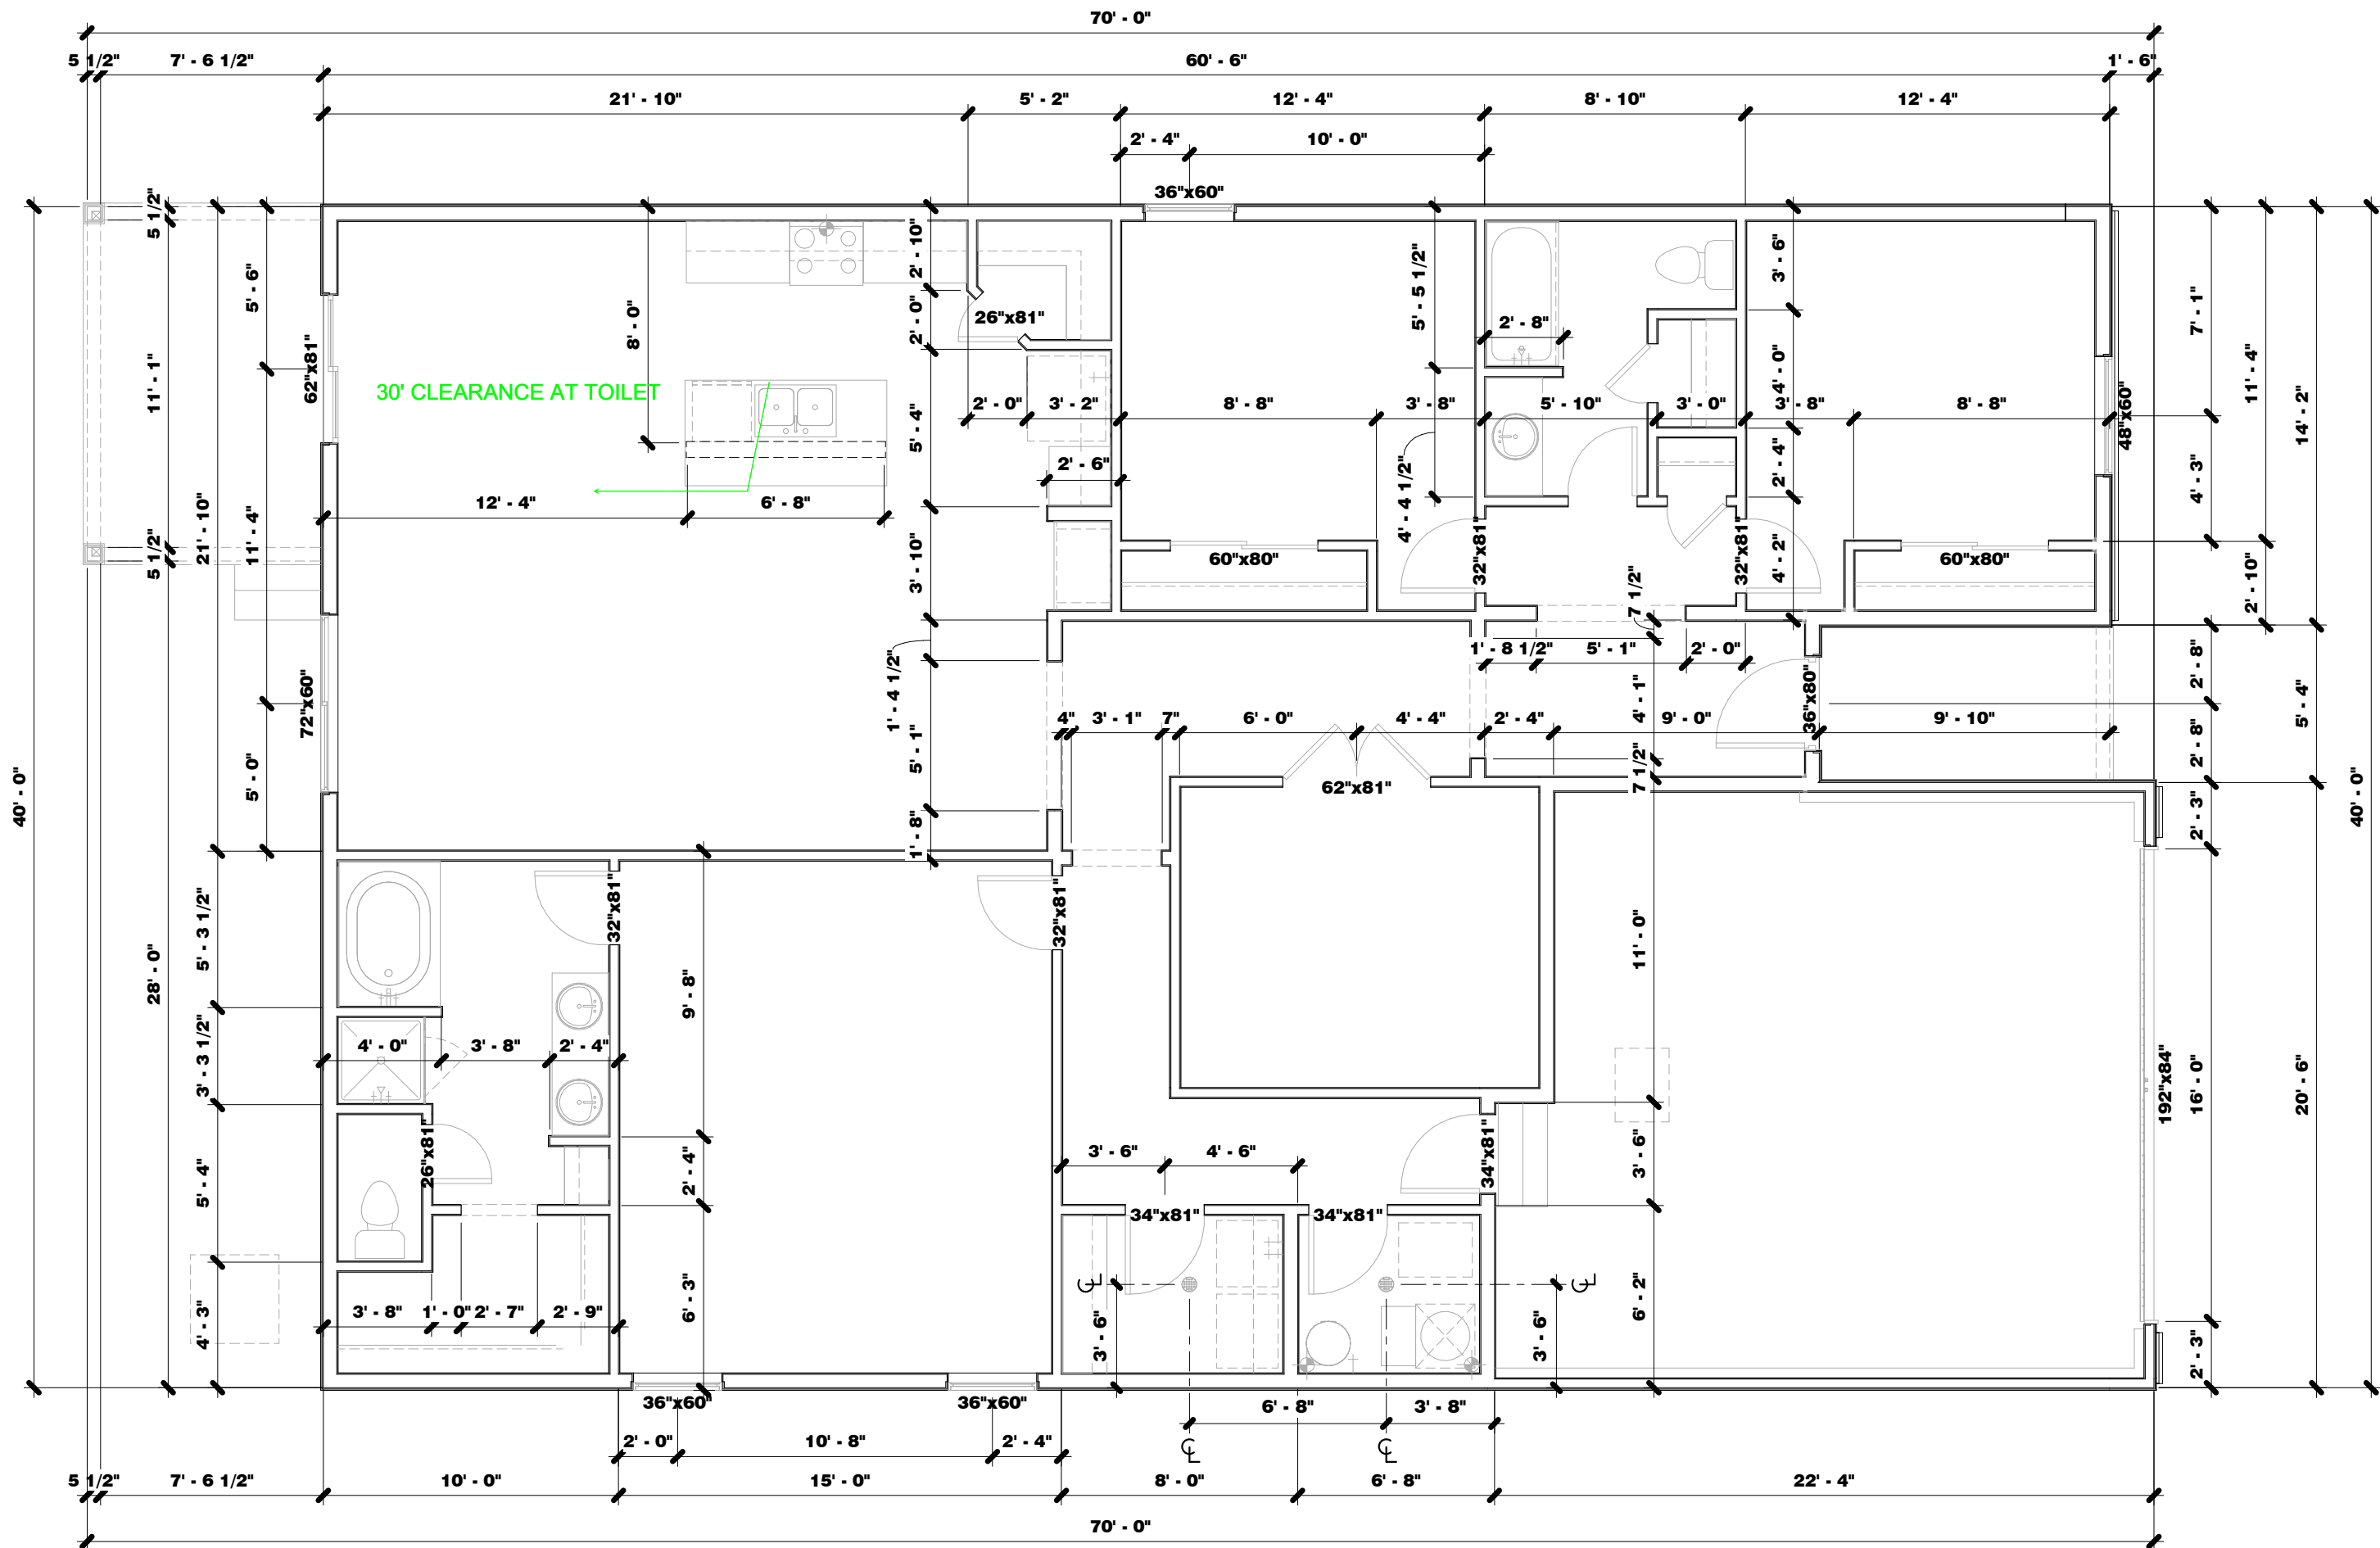 70' - 0"
5 1/2"
7' - 6 1/2"
60' - 6"
1' - 6"
21' - 10"
5' - 2"
12' - 4"
8' - 10"
12' - 4"
2' - 4"
10' - 0"
36"x60"
5 1/2"
11' - 1"
5 1/2"
28' - 0"
40' - 0"
21' - 10"
5' - 3 1/2"
3' - 3 1/2"
5' - 4"
4' - 3"
5' - 6"
11' - 4"
5' - 0"
62"x81"
72"x60"
8' - 0"
30' CLEARANCE AT TOILET
12' - 4"
6' - 8"
2' - 10"
2' - 0"
5' - 4"
3' - 10"
1' - 4 1/2"
5' - 1"
1' - 8"
26"x81"
2' - 0"
3' - 2"
2' - 6"
8' - 8"
3' - 8"
5' - 10"
3' - 0"
3' - 8"
8' - 8"
5' - 5 1/2"
4' - 4 1/2"
2' - 8"
3' - 6"
4' - 0"
2' - 4"
4' - 2"
60"x80"
32"x81"
32"x81"
60"x80"
48"x60"
7' - 1"
4' - 3"
11' - 4"
2' - 10"
14' - 2"
7 1/2"
1' - 8 1/2"
5' - 1"
2' - 0"
4' - 1"
7 1/2"
36"x80"
4"
3' - 1"
7"
6' - 0"
4' - 4"
2' - 4"
9' - 0"
9' - 10"
62"x81"
2' - 8"
2' - 8"
5' - 4"
2' - 3"
40' - 0"
32"x81"
32"x81"
9' - 8"
2' - 4"
6' - 3"
4' - 0"
3' - 8"
2' - 4"
26"x81"
3' - 8"
1' - 0"
2' - 7"
2' - 9"
11' - 0"
3' - 6"
6' - 2"
192"x84"
16' - 0"
20' - 6"
2' - 3"
3' - 6"
4' - 6"
34"x81"
34"x81"
34"x81"
CL
CL
3' - 6"
3' - 6"
36"x60"
36"x60"
6' - 8"
3' - 8"
CL
CL
2' - 0"
10' - 8"
2' - 4"
5 1/2"
7' - 6 1/2"
10' - 0"
15' - 0"
8' - 0"
6' - 8"
22' - 4"
70' - 0"